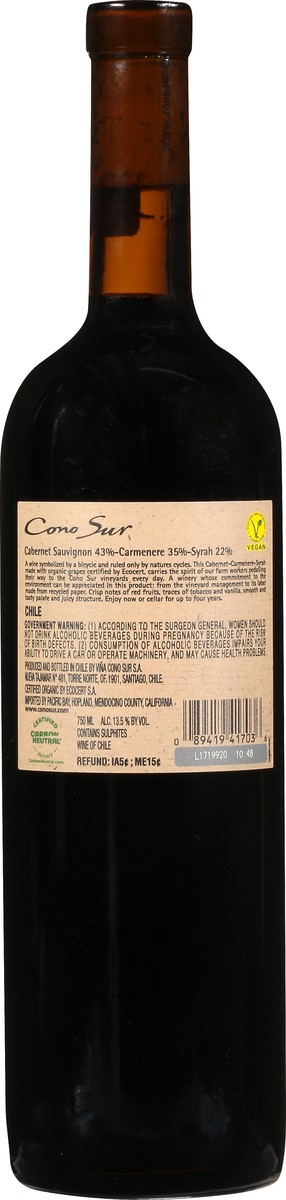 Cono Sur
VEGAN
Cabernet Sauvignon 43%-Carmenere 35%-Syrah 22%
A wine symbolized by a bicycle and ruled only by natures cycles. This Cabernet-Carmenere-Syrah
made with organic grapes certified by Ecocert, carries the spirit of our farm workers pedalling
their way to the Cono Sur vineyards every day. A winery whose commitment to the
environment can be appreciated in this product: from the vineyard management to its label
made from recycled paper. Crisp notes of red fruits, traces of tobacco and vanilla, smooth and
tasty palate and juicy structure. Enjoy now or cellar for up to four years.
CHILE
GOVERNMENT WARNING: (1) ACCORDING TO THE SURGEON GENERAL, WOMEN SHOULD
NOT DRINK ALCOHOLIC BEVERAGES DURING PREGNANCY BECAUSE OF THE RISK
OF BIRTH DEFECTS. (2) CONSUMPTION OF ALCOHOLIC BEVERAGES IMPAIRS YOUR
ABILITY TO DRIVE A CAR OR OPERATE MACHINERY, AND MAY CAUSE HEALTH PROBLEMS.
PRODUCED AND BOTTLED IN CHILE BY VIÑA CONO SUR S.A.
NUEVA TAJAMAR Nº 481, TORRE NORTE, OF. 1901, SANTIAGO, CHILE.
CERTIFIED ORGANIC BY ECOCERT S.A.
IMPORTED BY PACIFIC BAY, HOPLAND, MENDOCINO COUNTY, CALIFORNIA
www.conosur.com
CERTIFIED
CARBON
NEUTRAL
CarbonNeutral.com
750 ML ALC. 13.5 % BY VOL.
CONTAINS SULPHITES
WINE OF CHILE
REFUND: IA5¢ ; ME15¢
0 89419 41703 6
L1719920 10:48